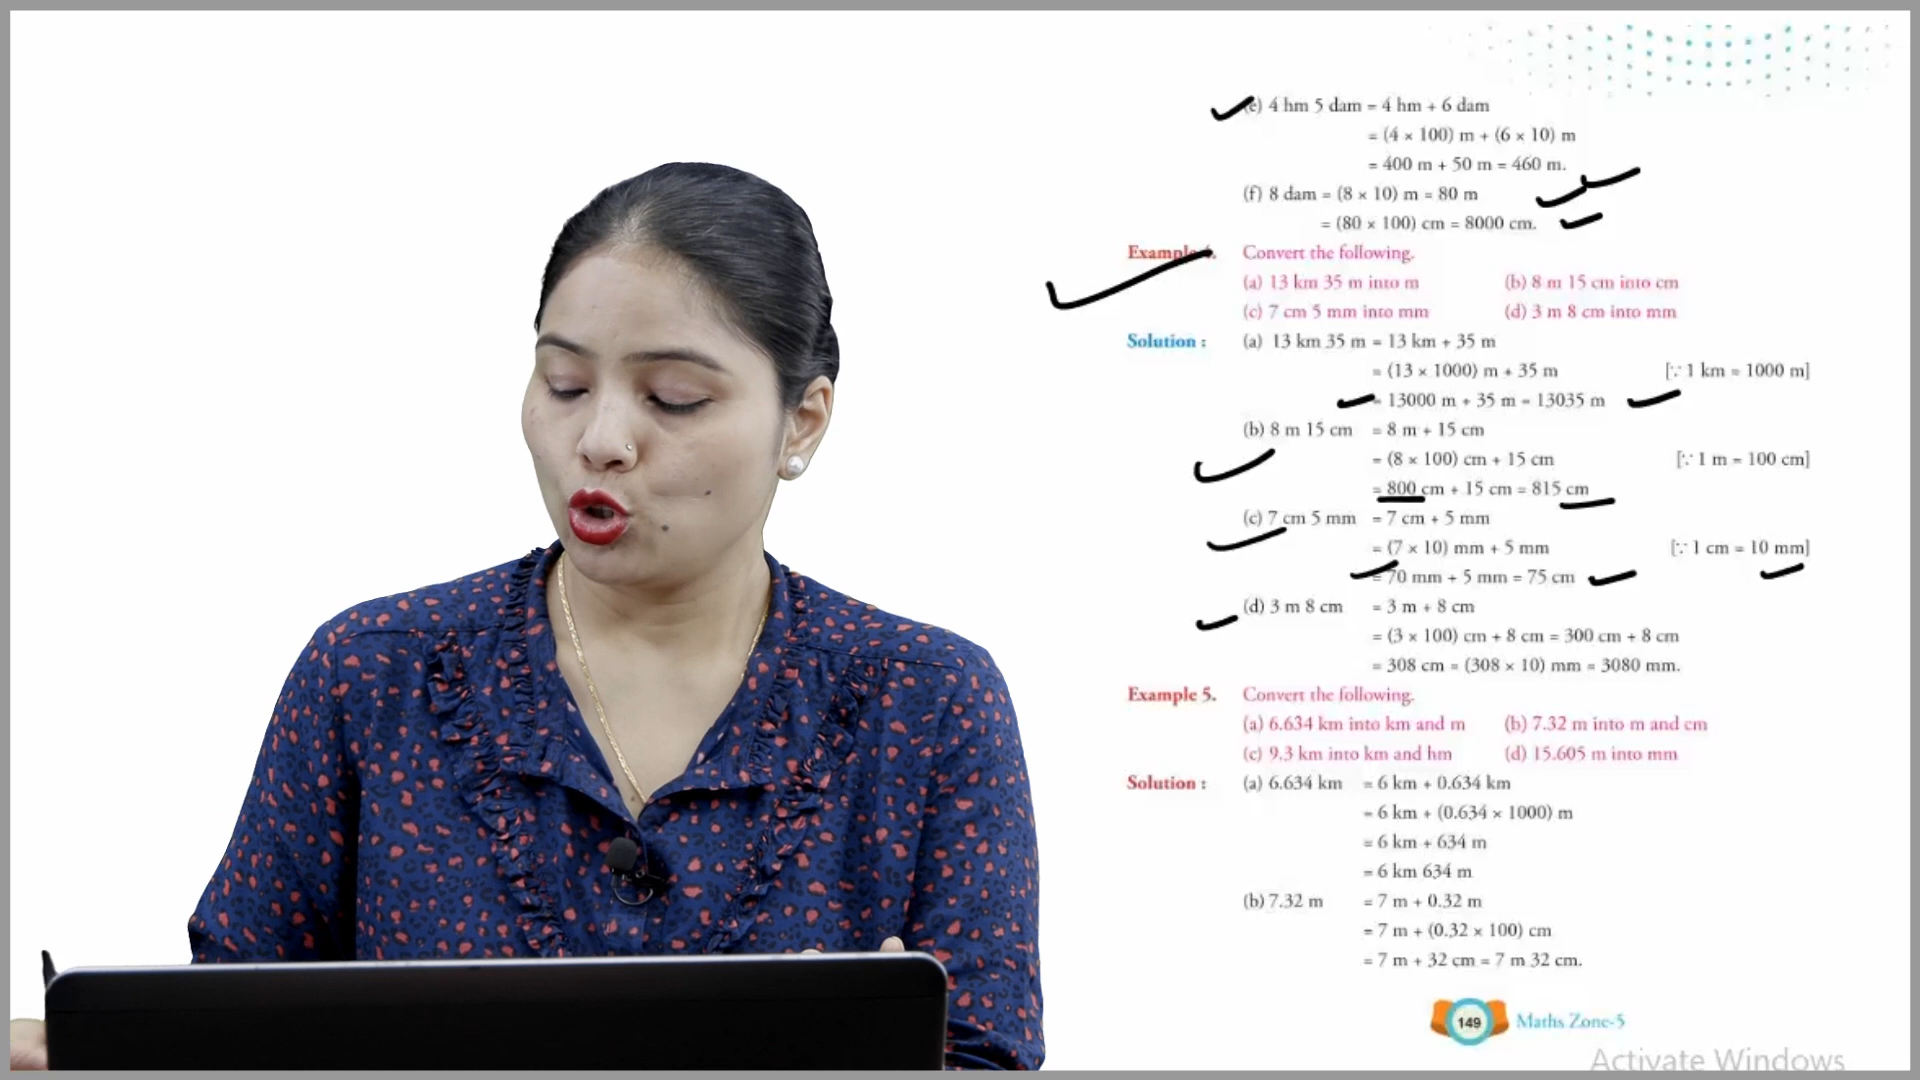 (e) 4 hm 5 dam = 4 hm + 6 dam
= (4 × 100) m + (6 × 10) m
= 400 m + 50 m = 460 m.
(f) 8 dam = (8 × 10) m = 80 m
= (80 × 100) cm = 8000 cm.
Example 4. Convert the following.
(a) 13 km 35 m into m (b) 8 m 15 cm into cm
(c) 7 cm 5 mm into mm (d) 3 m 8 cm into mm
Solution : (a) 13 km 35 m = 13 km + 35 m
= (13 × 1000) m + 35 m [∵ 1 km = 1000 m]
= 13000 m + 35 m = 13035 m
(b) 8 m 15 cm = 8 m + 15 cm
= (8 × 100) cm + 15 cm [∵ 1 m = 100 cm]
= 800 cm + 15 cm = 815 cm
(c) 7 cm 5 mm = 7 cm + 5 mm
= (7 × 10) mm + 5 mm [∵ 1 cm = 10 mm]
= 70 mm + 5 mm = 75 cm
(d) 3 m 8 cm = 3 m + 8 cm
= (3 × 100) cm + 8 cm = 300 cm + 8 cm
= 308 cm = (308 × 10) mm = 3080 mm.
Example 5. Convert the following.
(a) 6.634 km into km and m (b) 7.32 m into m and cm
(c) 9.3 km into km and hm (d) 15.605 m into mm
Solution : (a) 6.634 km = 6 km + 0.634 km
= 6 km + (0.634 × 1000) m
= 6 km + 634 m
= 6 km 634 m
(b) 7.32 m = 7 m + 0.32 m
= 7 m + (0.32 × 100) cm
= 7 m + 32 cm = 7 m 32 cm.
149 Maths Zone-5
Activate Windows